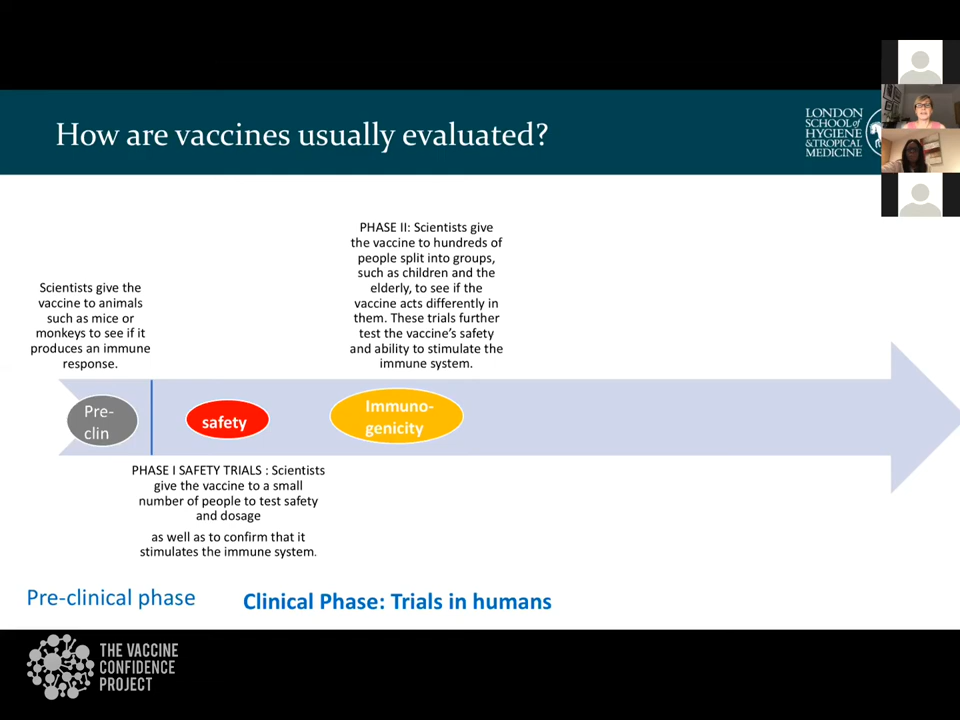 How are vaccines usually evaluated?
LONDON
SCHOOL of
HYGIENE
& TROPICAL
MEDICINE
Scientists give the
vaccine to animals
such as mice or
monkeys to see if it
produces an immune
response.
PHASE II: Scientists give
the vaccine to hundreds of
people split into groups,
such as children and the
elderly, to see if the
vaccine acts differently in
them. These trials further
test the vaccine's safety
and ability to stimulate the
immune system.
Pre-
clin
safety
Immuno-
genicity
PHASE I SAFETY TRIALS : Scientists
give the vaccine to a small
number of people to test safety
and dosage
as well as to confirm that it
stimulates the immune system.
Pre-clinical phase
Clinical Phase: Trials in humans
THE VACCINE
CONFIDENCE
PROJECT